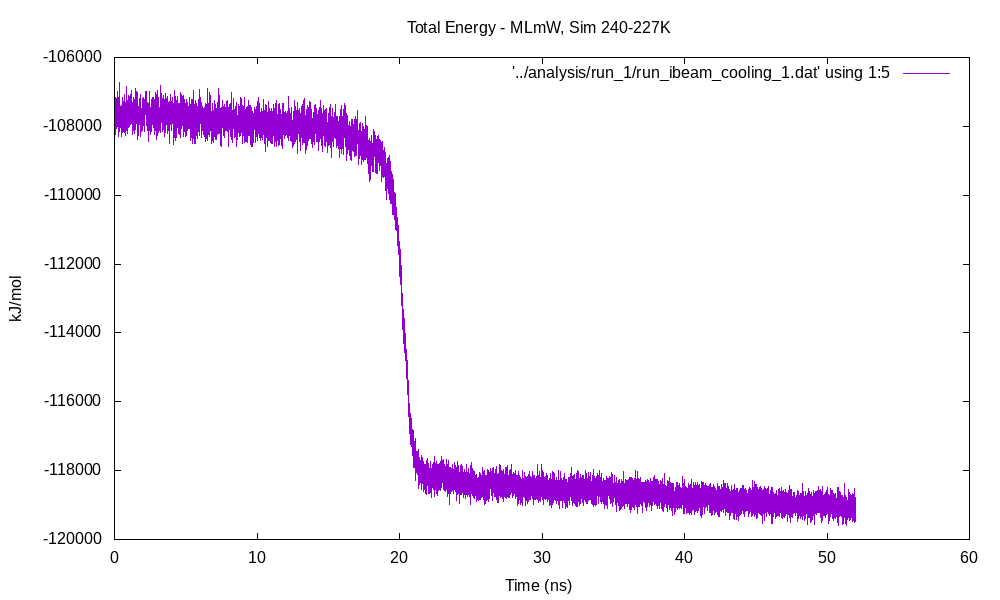 Total Energy - MLmW, Sim 240-227K
'../analysis/run_1/run_ibeam_cooling_1.dat' using 1:5
-106000
-108000
-110000
-112000
-114000
-116000
-118000
-120000
kJ/mol
0 10 20 30 40 50 60
Time (ns)